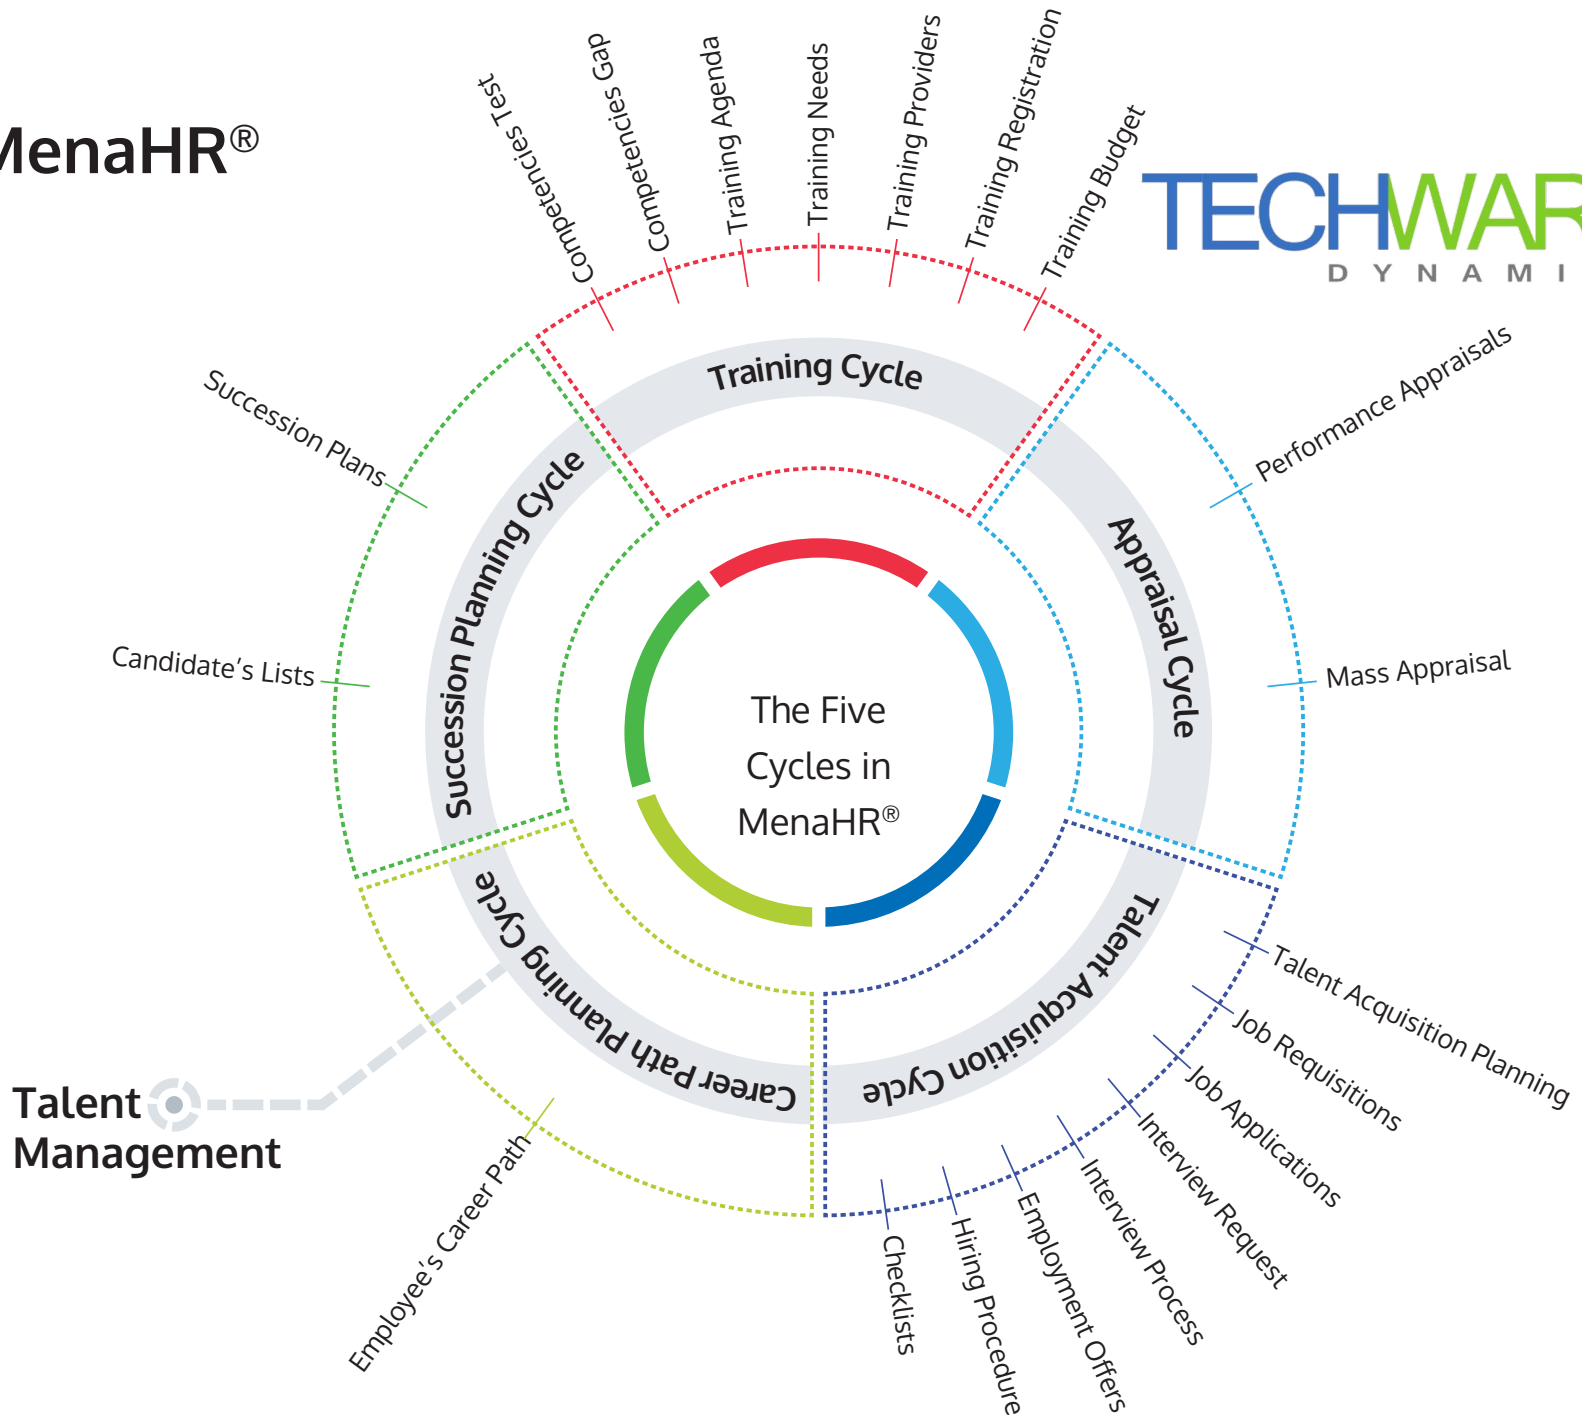 MenaHR®
TECHWAR
DYNAMI
Competencies Test
Competencies Gap
Training Agenda
Training Needs
Training Providers
Training Registration
Training Budget
Training Cycle
Performance Appraisals
Mass Appraisal
Appraisal Cycle
Succession Plans
Candidate's Lists
Succession Planning Cycle
The Five
Cycles in
MenaHR®
Career Path Planning Cycle
Employee's Career Path
Talent
Management
Talent Acquisition Cycle
Talent Acquisition Planning
Job Requisitions
Job Applications
Interview Request
Interview Process
Employment Offers
Hiring Procedure
Checklists